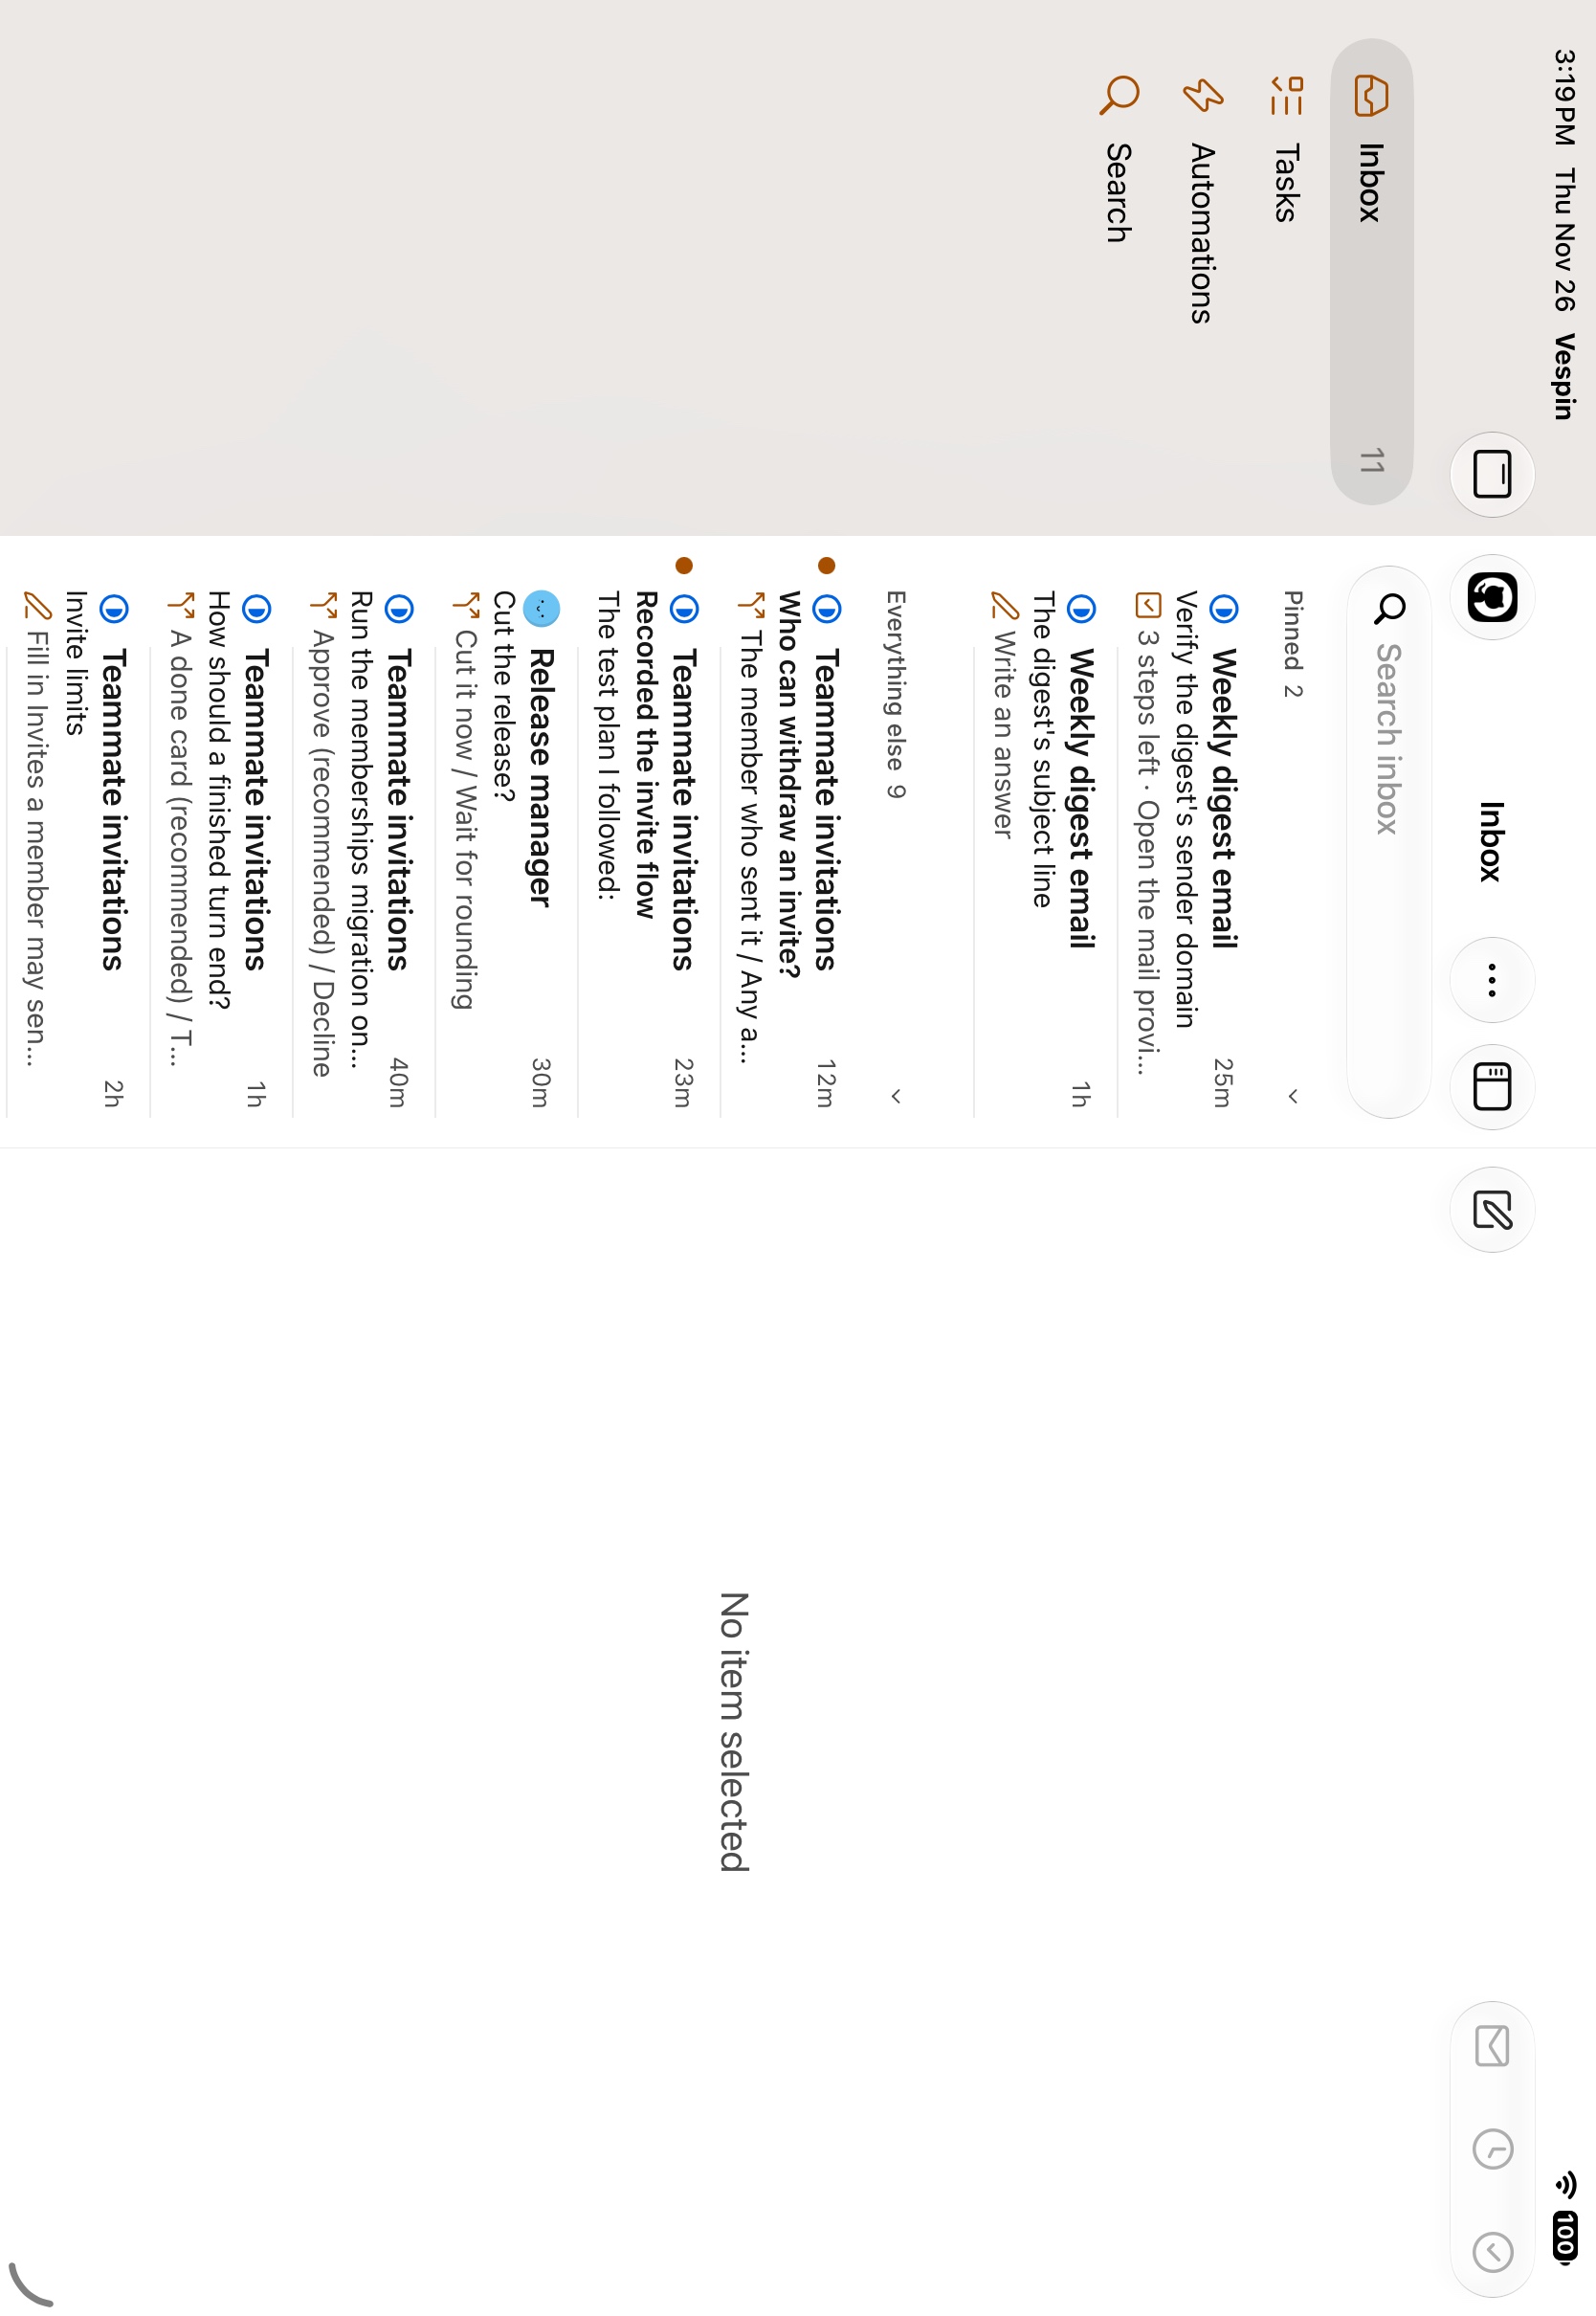 3:19 PM Thu Nov 26 Vespin
100
Inbox 11
Tasks
Automations
Search
Inbox
Search inbox
Pinned 2
Weekly digest email 25m
Verify the digest's sender domain
3 steps left · Open the mail provi...
Weekly digest email 1h
The digest's subject line
Write an answer
Everything else 9
Teammate invitations 12m
Who can withdraw an invite?
The member who sent it / Any a...
Teammate invitations 23m
Recorded the invite flow
The test plan I followed:
Release manager 30m
Cut the release?
Cut it now / Wait for rounding
Teammate invitations 40m
Run the memberships migration on...
Approve (recommended) / Decline
Teammate invitations 1h
How should a finished turn end?
A done card (recommended) / T...
Teammate invitations 2h
Invite limits
Fill in Invites a member may sen...
No item selected